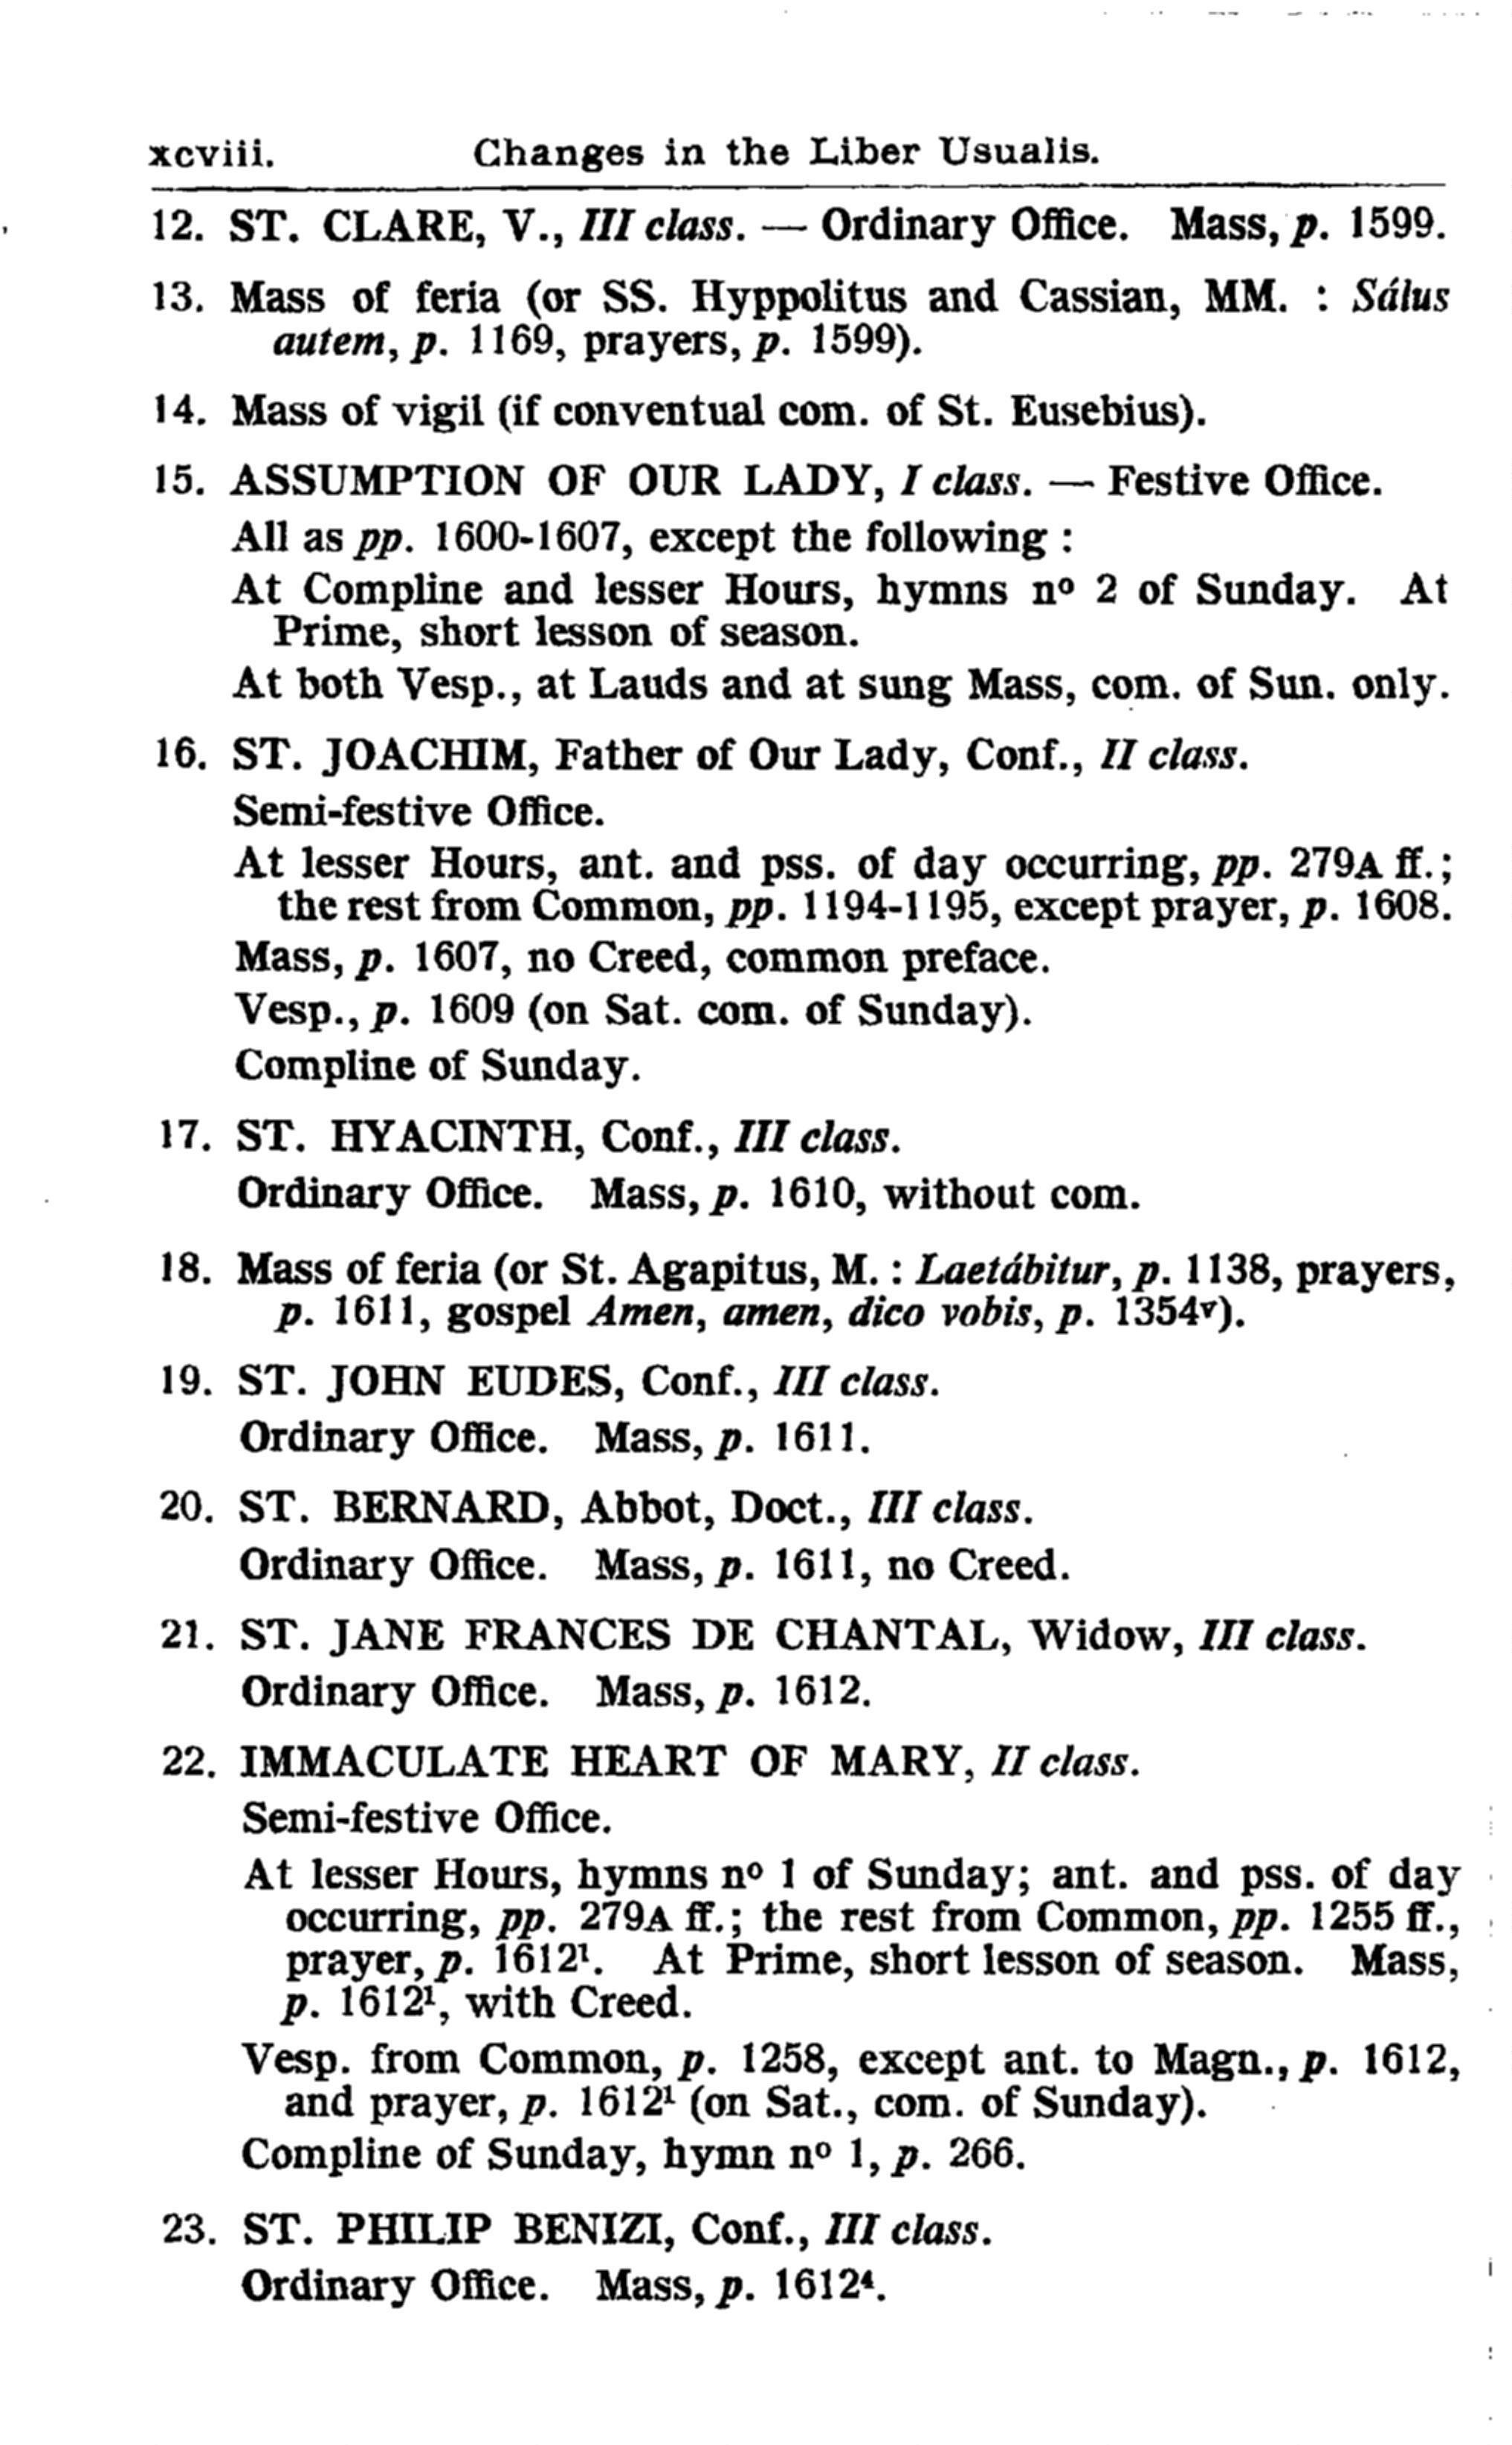 xcviii. Changes in the Liber Usualis.
12. ST. CLARE, V., III class. — Ordinary Office. Mass, p. 1599.
13. Mass of feria (or SS. Hyppolitus and Cassian, MM. : Sálus
autem, p. 1169, prayers, p. 1599).
14. Mass of vigil (if conventual com. of St. Eusebius).
15. ASSUMPTION OF OUR LADY, I class. — Festive Office.
All as pp. 1600-1607, except the following :
At Compline and lesser Hours, hymns nº 2 of Sunday. At
Prime, short lesson of season.
At both Vesp., at Lauds and at sung Mass, com. of Sun. only.
16. ST. JOACHIM, Father of Our Lady, Conf., II class.
Semi-festive Office.
At lesser Hours, ant. and pss. of day occurring, pp. 279A ff.;
the rest from Common, pp. 1194-1195, except prayer, p. 1608.
Mass, p. 1607, no Creed, common preface.
Vesp., p. 1609 (on Sat. com. of Sunday).
Compline of Sunday.
17. ST. HYACINTH, Conf., III class.
Ordinary Office. Mass, p. 1610, without com.
18. Mass of feria (or St. Agapitus, M. : Laetábitur, p. 1138, prayers,
p. 1611, gospel Amen, amen, dico vobis, p. 1354ᵛ).
19. ST. JOHN EUDES, Conf., III class.
Ordinary Office. Mass, p. 1611.
20. ST. BERNARD, Abbot, Doct., III class.
Ordinary Office. Mass, p. 1611, no Creed.
21. ST. JANE FRANCES DE CHANTAL, Widow, III class.
Ordinary Office. Mass, p. 1612.
22. IMMACULATE HEART OF MARY, II class.
Semi-festive Office.
At lesser Hours, hymns nº 1 of Sunday; ant. and pss. of day
occurring, pp. 279A ff.; the rest from Common, pp. 1255 ff.,
prayer, p. 1612¹. At Prime, short lesson of season. Mass,
p. 1612¹, with Creed.
Vesp. from Common, p. 1258, except ant. to Magn., p. 1612,
and prayer, p. 1612¹ (on Sat., com. of Sunday).
Compline of Sunday, hymn nº 1, p. 266.
23. ST. PHILIP BENIZI, Conf., III class.
Ordinary Office. Mass, p. 1612⁴.